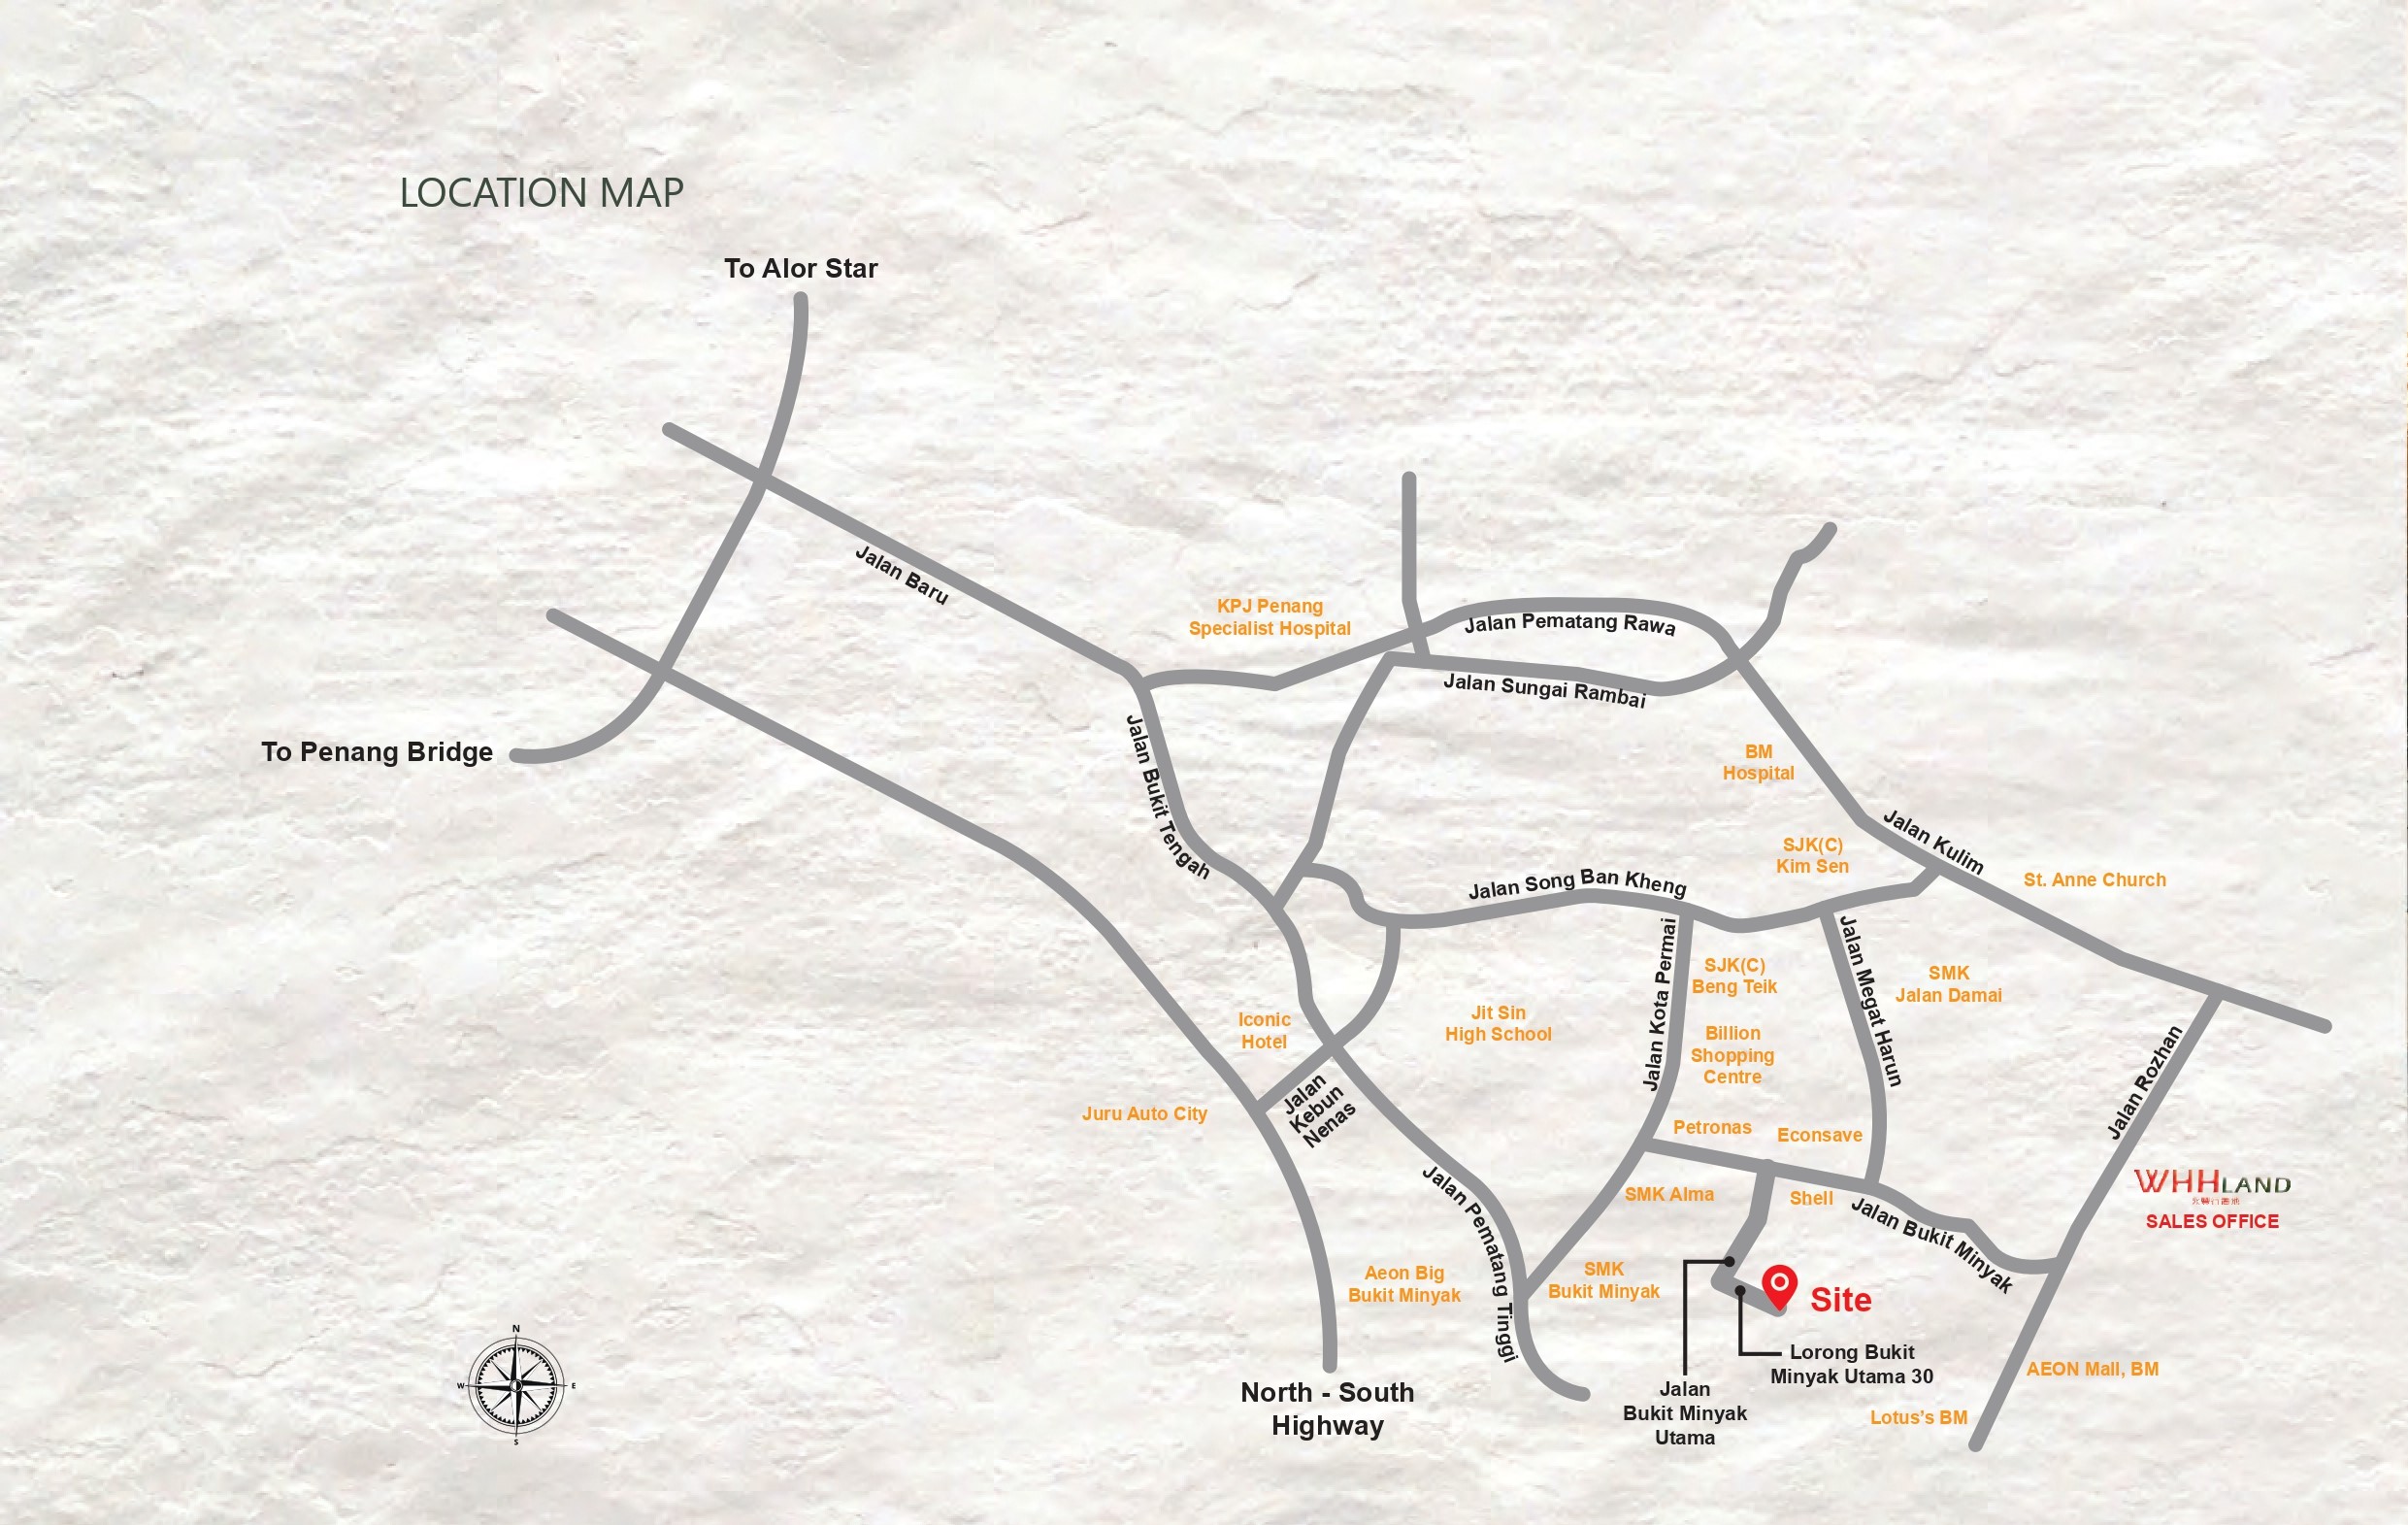 LOCATION MAP
To Alor Star
Jalan Baru
KPJ Penang
Specialist Hospital
Jalan Pematang Rawa
Jalan Sungai Rambai
To Penang Bridge
Jalan Bukit Tengah
BM
Hospital
Jalan Kulim
SJK(C)
Kim Sen
St. Anne Church
Jalan Song Ban Kheng
Jalan Kota Permai
SJK(C)
Beng Teik
Jalan Megat Harun
SMK
Jalan Damai
Iconic
Hotel
Jit Sin
High School
Billion
Shopping
Centre
Jalan Rozhan
Juru Auto City
Jalan
Kebun
Nenas
Petronas
Econsave
Jalan Pematang Tinggi
SMK Alma
Shell
Jalan Bukit Minyak
WHHLAND
SALES OFFICE
Aeon Big
Bukit Minyak
SMK
Bukit Minyak
Site
Lorong Bukit
Minyak Utama 30
AEON Mall, BM
Jalan
Bukit Minyak
Utama
Lotus's BM
North - South
Highway
N
W
E
S